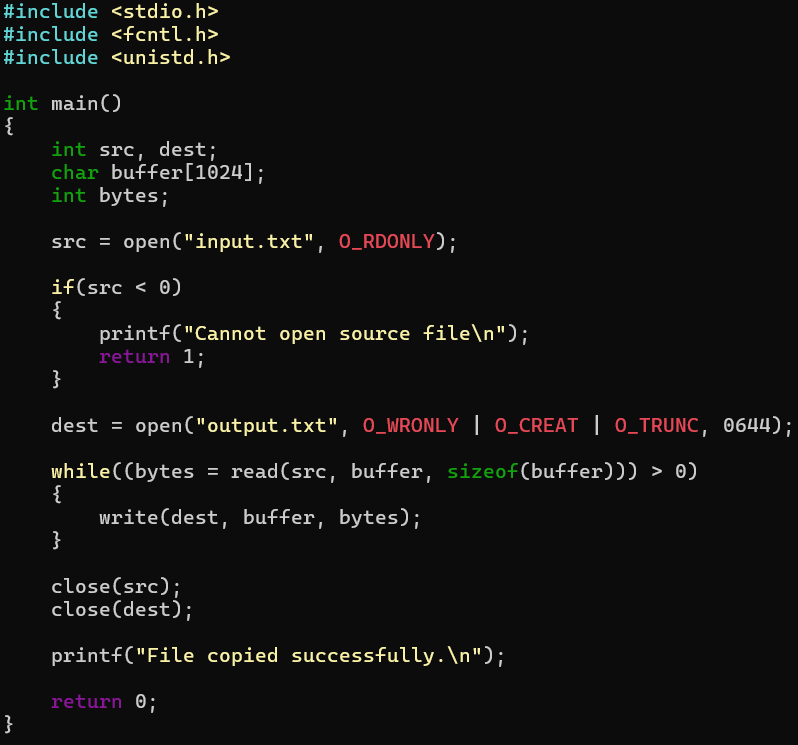 #include <stdio.h>
#include <fcntl.h>
#include <unistd.h>

int main()
{
    int src, dest;
    char buffer[1024];
    int bytes;

    src = open("input.txt", O_RDONLY);

    if(src < 0)
    {
        printf("Cannot open source file\n");
        return 1;
    }

    dest = open("output.txt", O_WRONLY | O_CREAT | O_TRUNC, 0644);

    while((bytes = read(src, buffer, sizeof(buffer))) > 0)
    {
        write(dest, buffer, bytes);
    }

    close(src);
    close(dest);

    printf("File copied successfully.\n");

    return 0;
}